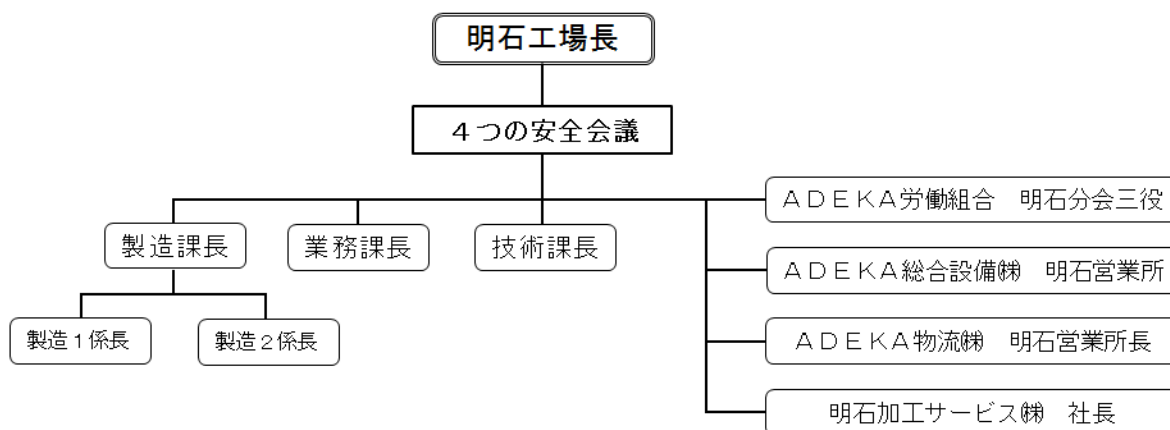 明石工場長
４つの安全会議
製造課長
業務課長
技術課長
製造１係長
製造２係長
ＡＤＥＫＡ労働組合　明石分会三役
ＡＤＥＫＡ総合設備㈱　明石営業所
ＡＤＥＫＡ物流㈱　明石営業所長
明石加工サービス㈱　社長